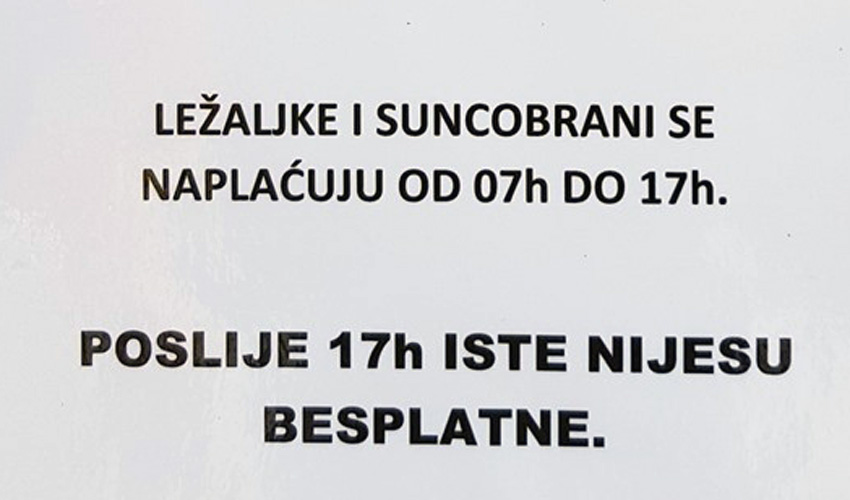 LEŽALJKE I SUNCOBRANI SE
NAPLAĆUJU OD 07h DO 17h.
POSLIJE 17h ISTE NIJESU
BESPLATNE.